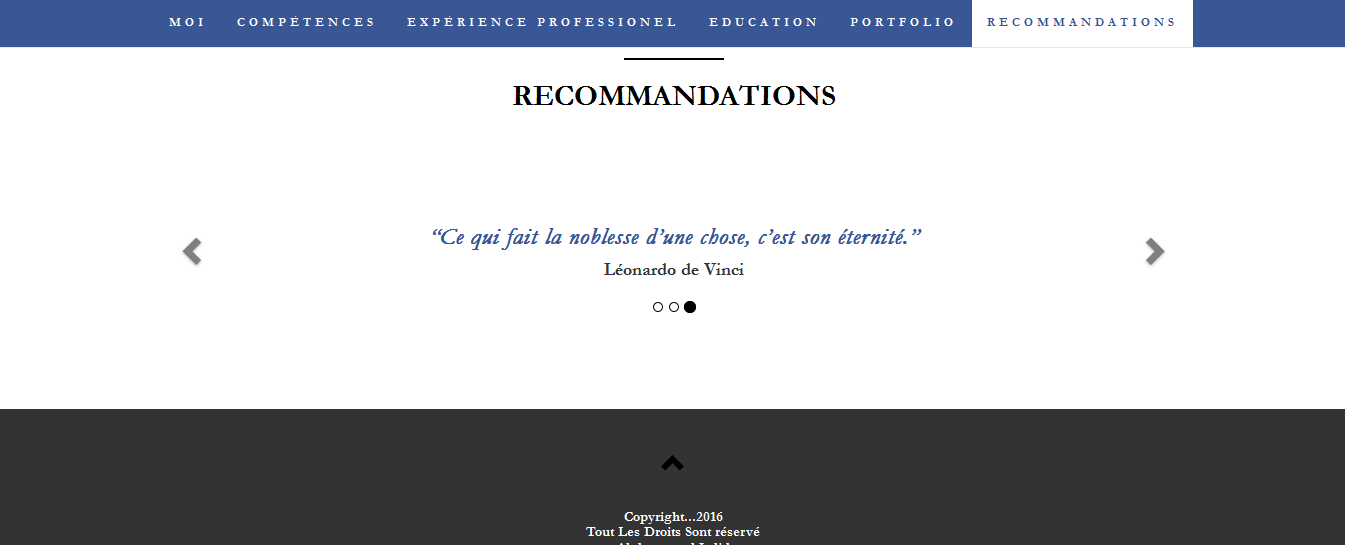 MOI COMPÉTENCES EXPÉRIENCE PROFESSIONEL EDUCATION PORTFOLIO RECOMMANDATIONS
RECOMMANDATIONS
“Ce qui fait la noblesse d’une chose, c’est son éternité.”
Léonardo de Vinci
Copyright...2016
Tout Les Droits Sont réservé